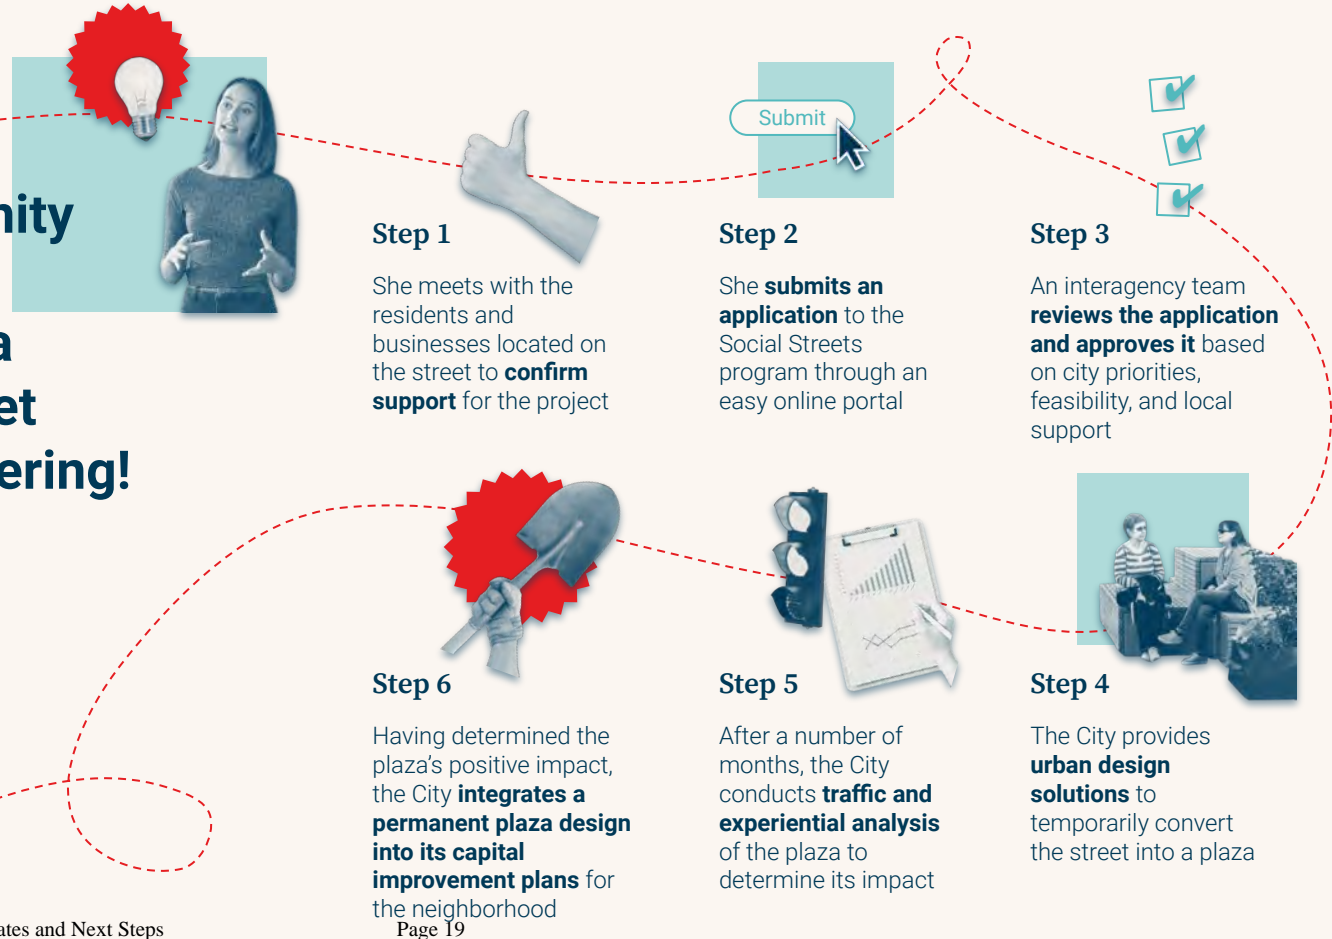 nity
a
et
ering!
Submit
Step 1
She meets with the
residents and
businesses located on
the street to confirm
support for the project
Step 2
She submits an
application to the
Social Streets
program through an
easy online portal
Step 3
An interagency team
reviews the application
and approves it based
on city priorities,
feasibility, and local
support
Step 6
Having determined the
plaza's positive impact,
the City integrates a
permanent plaza design
into its capital
improvement plans for
the neighborhood
Step 5
After a number of
months, the City
conducts traffic and
experiential analysis
of the plaza to
determine its impact
Step 4
The City provides
urban design
solutions to
temporarily convert
the street into a plaza
ates and Next Steps
Page 19